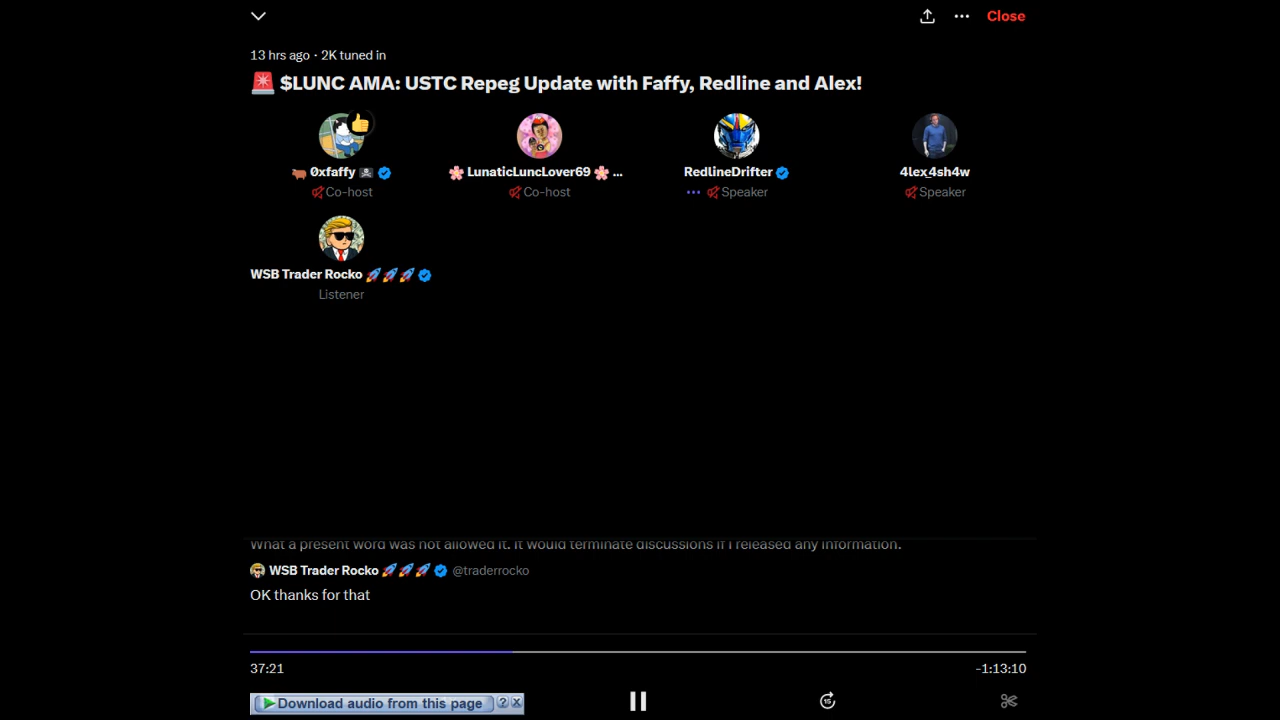 Close
13 hrs ago · 2K tuned in
🚨 $LUNC AMA: USTC Repeg Update with Faffy, Redline and Alex!
🐂 0xfaffy 🏴‍☠️ 🌸 LunaticLuncLover69 🌸 ... RedlineDrifter 4lex_4sh4w
Co-host Co-host ••• Speaker Speaker
WSB Trader Rocko 🚀🚀🚀
Listener
What a present word was not allowed it. It would terminate discussions if I released any information.
WSB Trader Rocko 🚀🚀🚀 @traderrocko
OK thanks for that
37:21 -1:13:10
Download audio from this page ? X
15